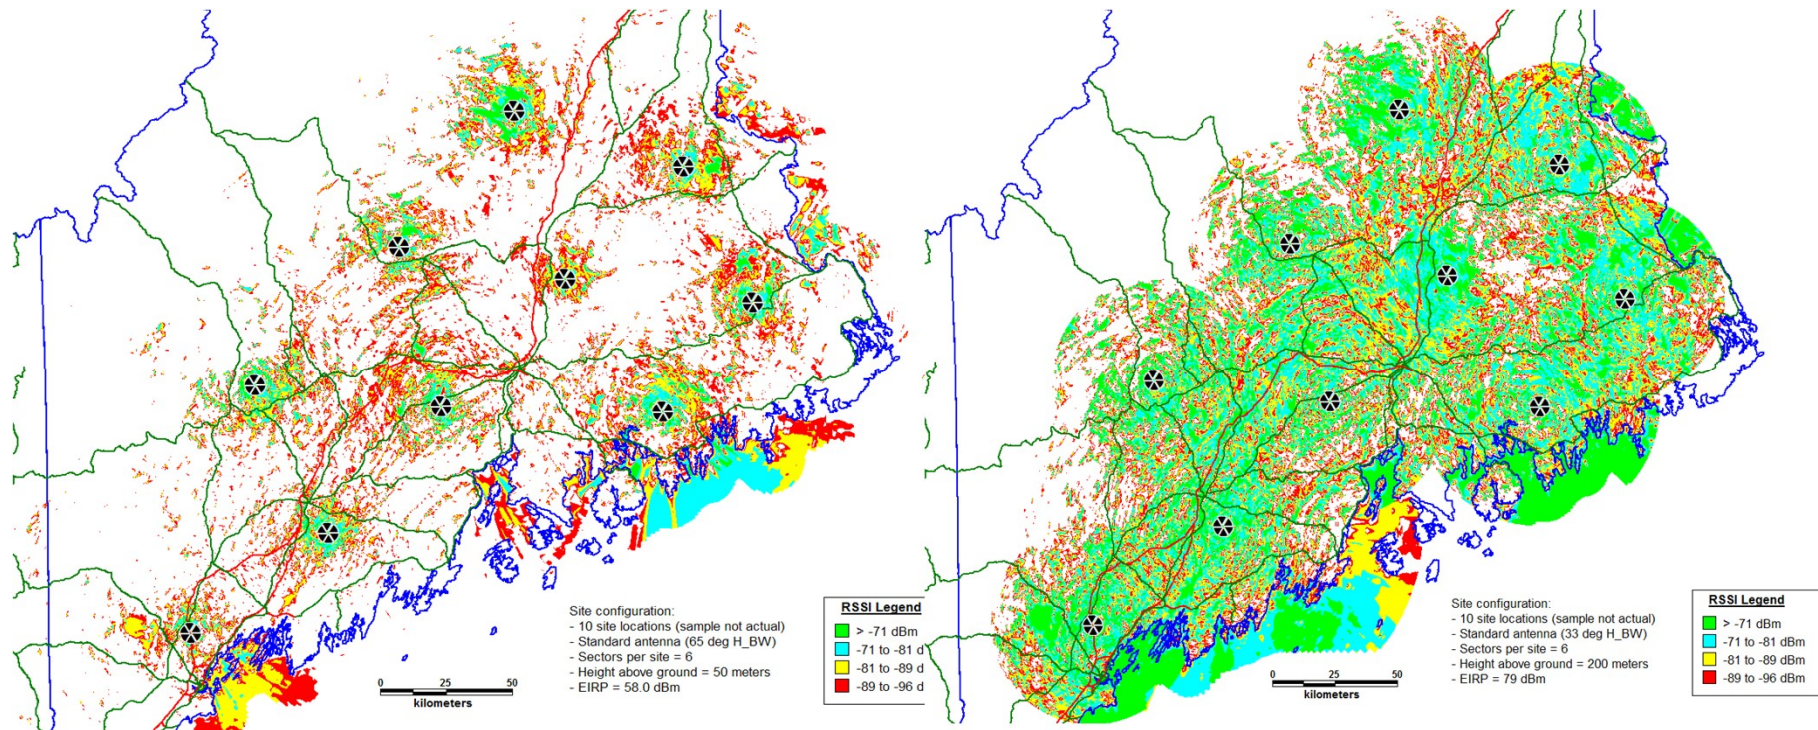 Site configuration:
- 10 site locations (sample not actual)
- Standard antenna (65 deg H_BW)
- Sectors per site = 6
- Height above ground = 50 meters
- EIRP = 58.0 dBm
0 25 50
kilometers
RSSI Legend
> -71 dBm
-71 to -81 d
-81 to -89 d
-89 to -96 d
Site configuration:
- 10 site locations (sample not actual)
- Standard antenna (33 deg H_BW)
- Sectors per site = 6
- Height above ground = 200 meters
- EIRP = 79 dBm
0 25 50
kilometers
RSSI Legend
> -71 dBm
-71 to -81 dBm
-81 to -89 dBm
-89 to -96 dBm